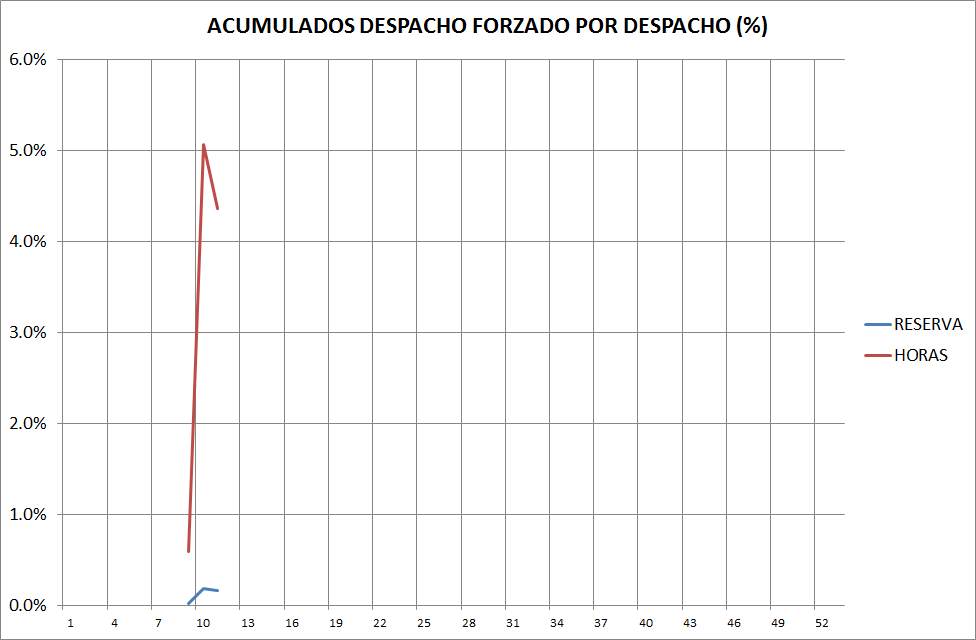 ACUMULADOS DESPACHO FORZADO POR DESPACHO (%)
6.0%
5.0%
4.0%
3.0%
2.0%
1.0%
0.0%
1 4 7 10 13 16 19 22 25 28 31 34 37 40 43 46 49 52
RESERVA
HORAS